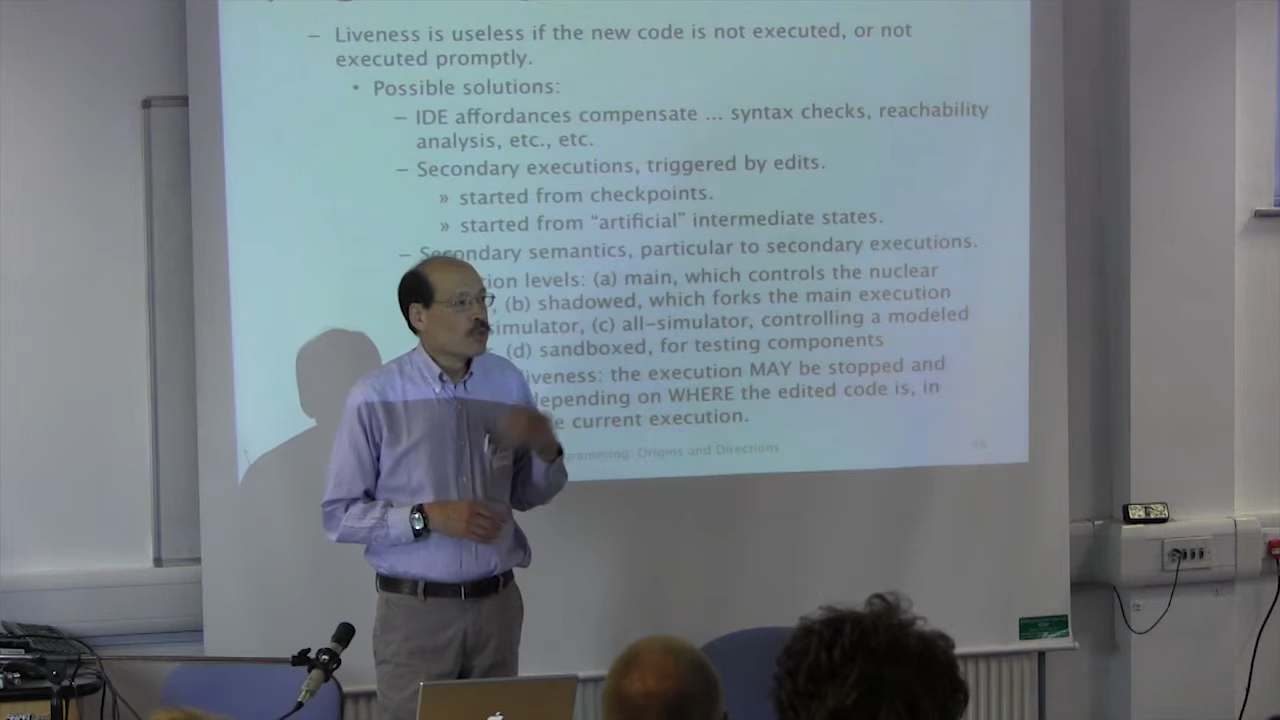 – Liveness is useless if the new code is not executed, or not
executed promptly.
• Possible solutions:
– IDE affordances compensate ... syntax checks, reachability
analysis, etc., etc.
– Secondary executions, triggered by edits.
» started from checkpoints.
» started from “artificial” intermediate states.
– Secondary semantics, particular to secondary executions.
levels: (a) main, which controls the nuclear
(b) shadowed, which forks the main execution
simulator, (c) all-simulator, controlling a modeled
(d) sandboxed, for testing components
liveness: the execution MAY be stopped and
depending on WHERE the edited code is, in
current execution.
Origins and Directions